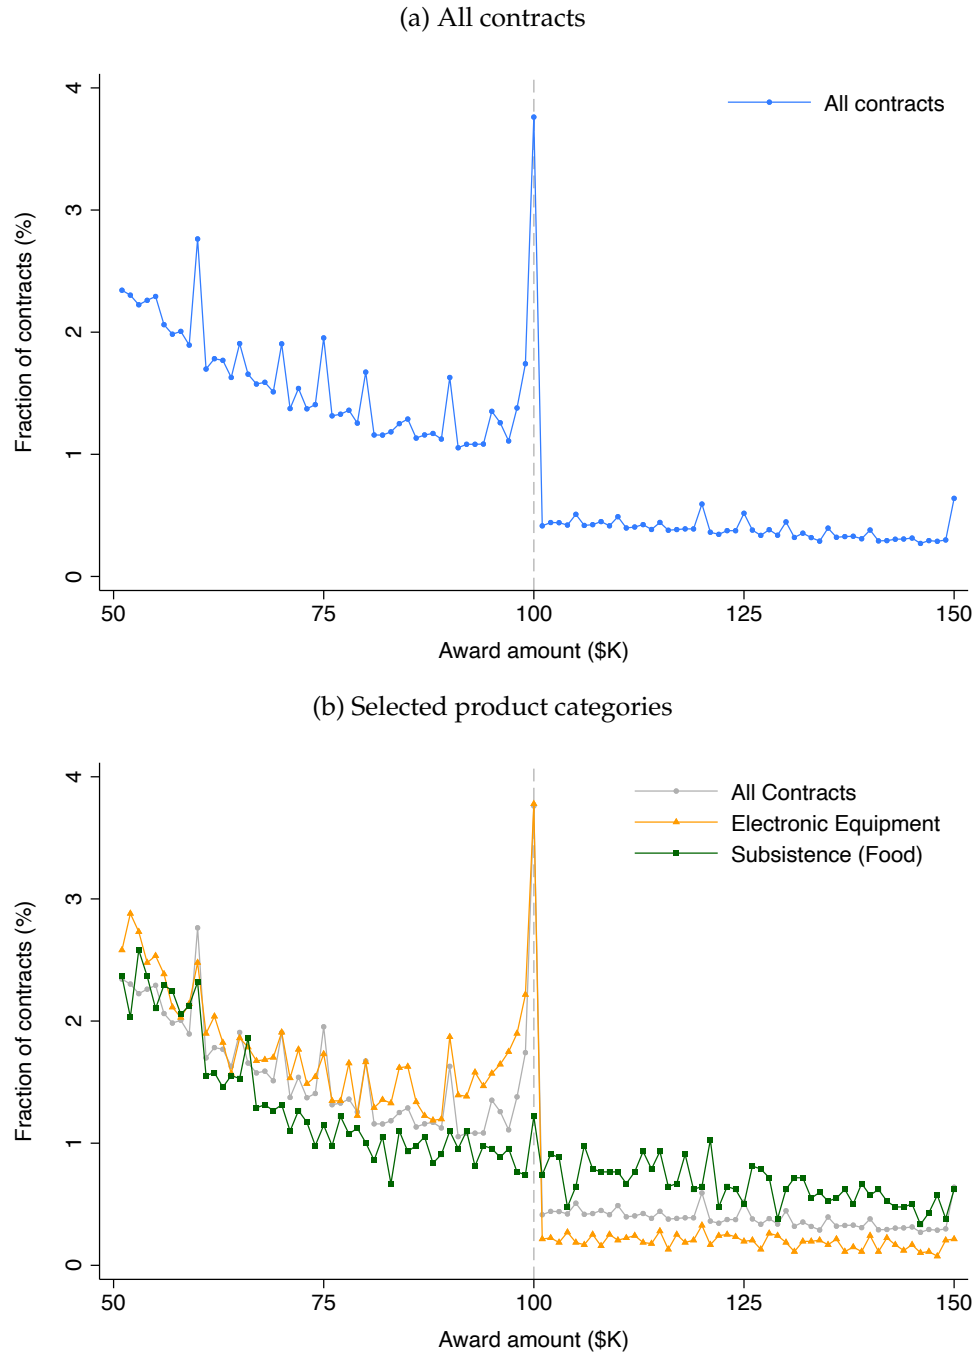 (a) All contracts
All contracts
4
3
2
1
0
Fraction of contracts (%)
50 75 100 125 150
Award amount ($K)
(b) Selected product categories
All Contracts
Electronic Equipment
Subsistence (Food)
4
3
2
1
0
Fraction of contracts (%)
50 75 100 125 150
Award amount ($K)